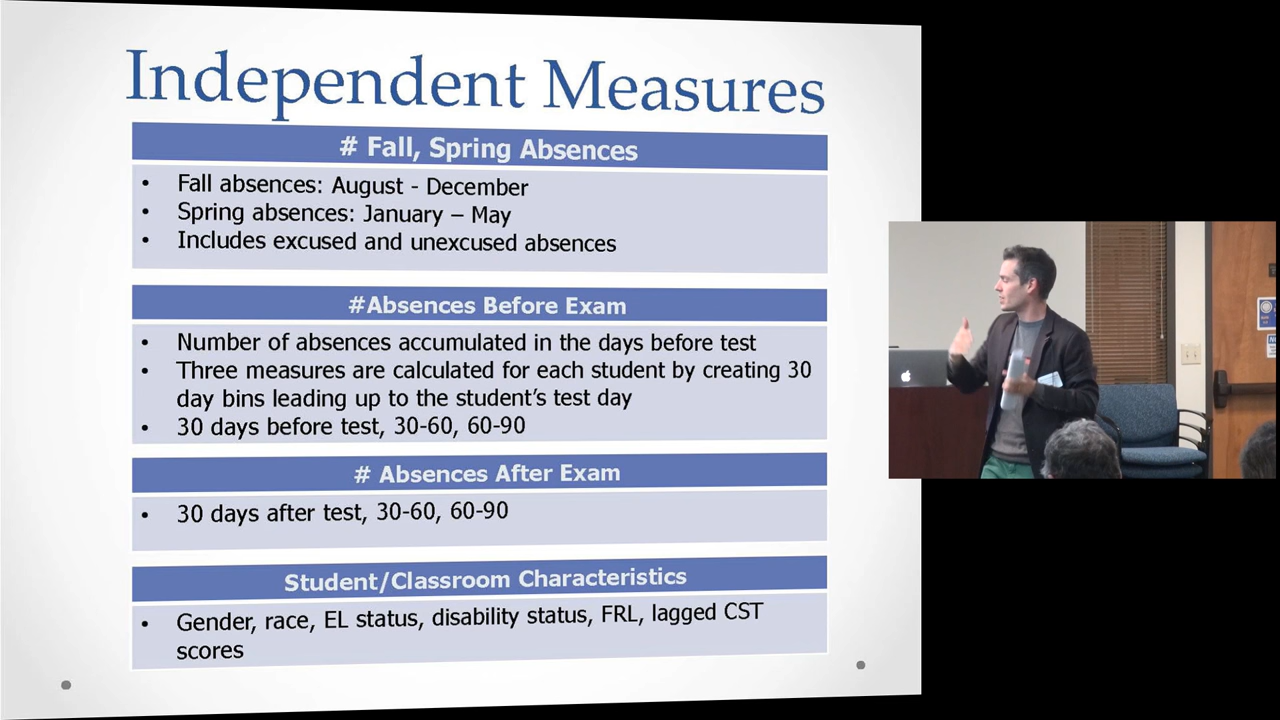 Independent Measures
# Fall, Spring Absences
• Fall absences: August - December
• Spring absences: January – May
• Includes excused and unexcused absences
#Absences Before Exam
• Number of absences accumulated in the days before test
• Three measures are calculated for each student by creating 30
day bins leading up to the student's test day
• 30 days before test, 30-60, 60-90
# Absences After Exam
• 30 days after test, 30-60, 60-90
Student/Classroom Characteristics
• Gender, race, EL status, disability status, FRL, lagged CST
scores